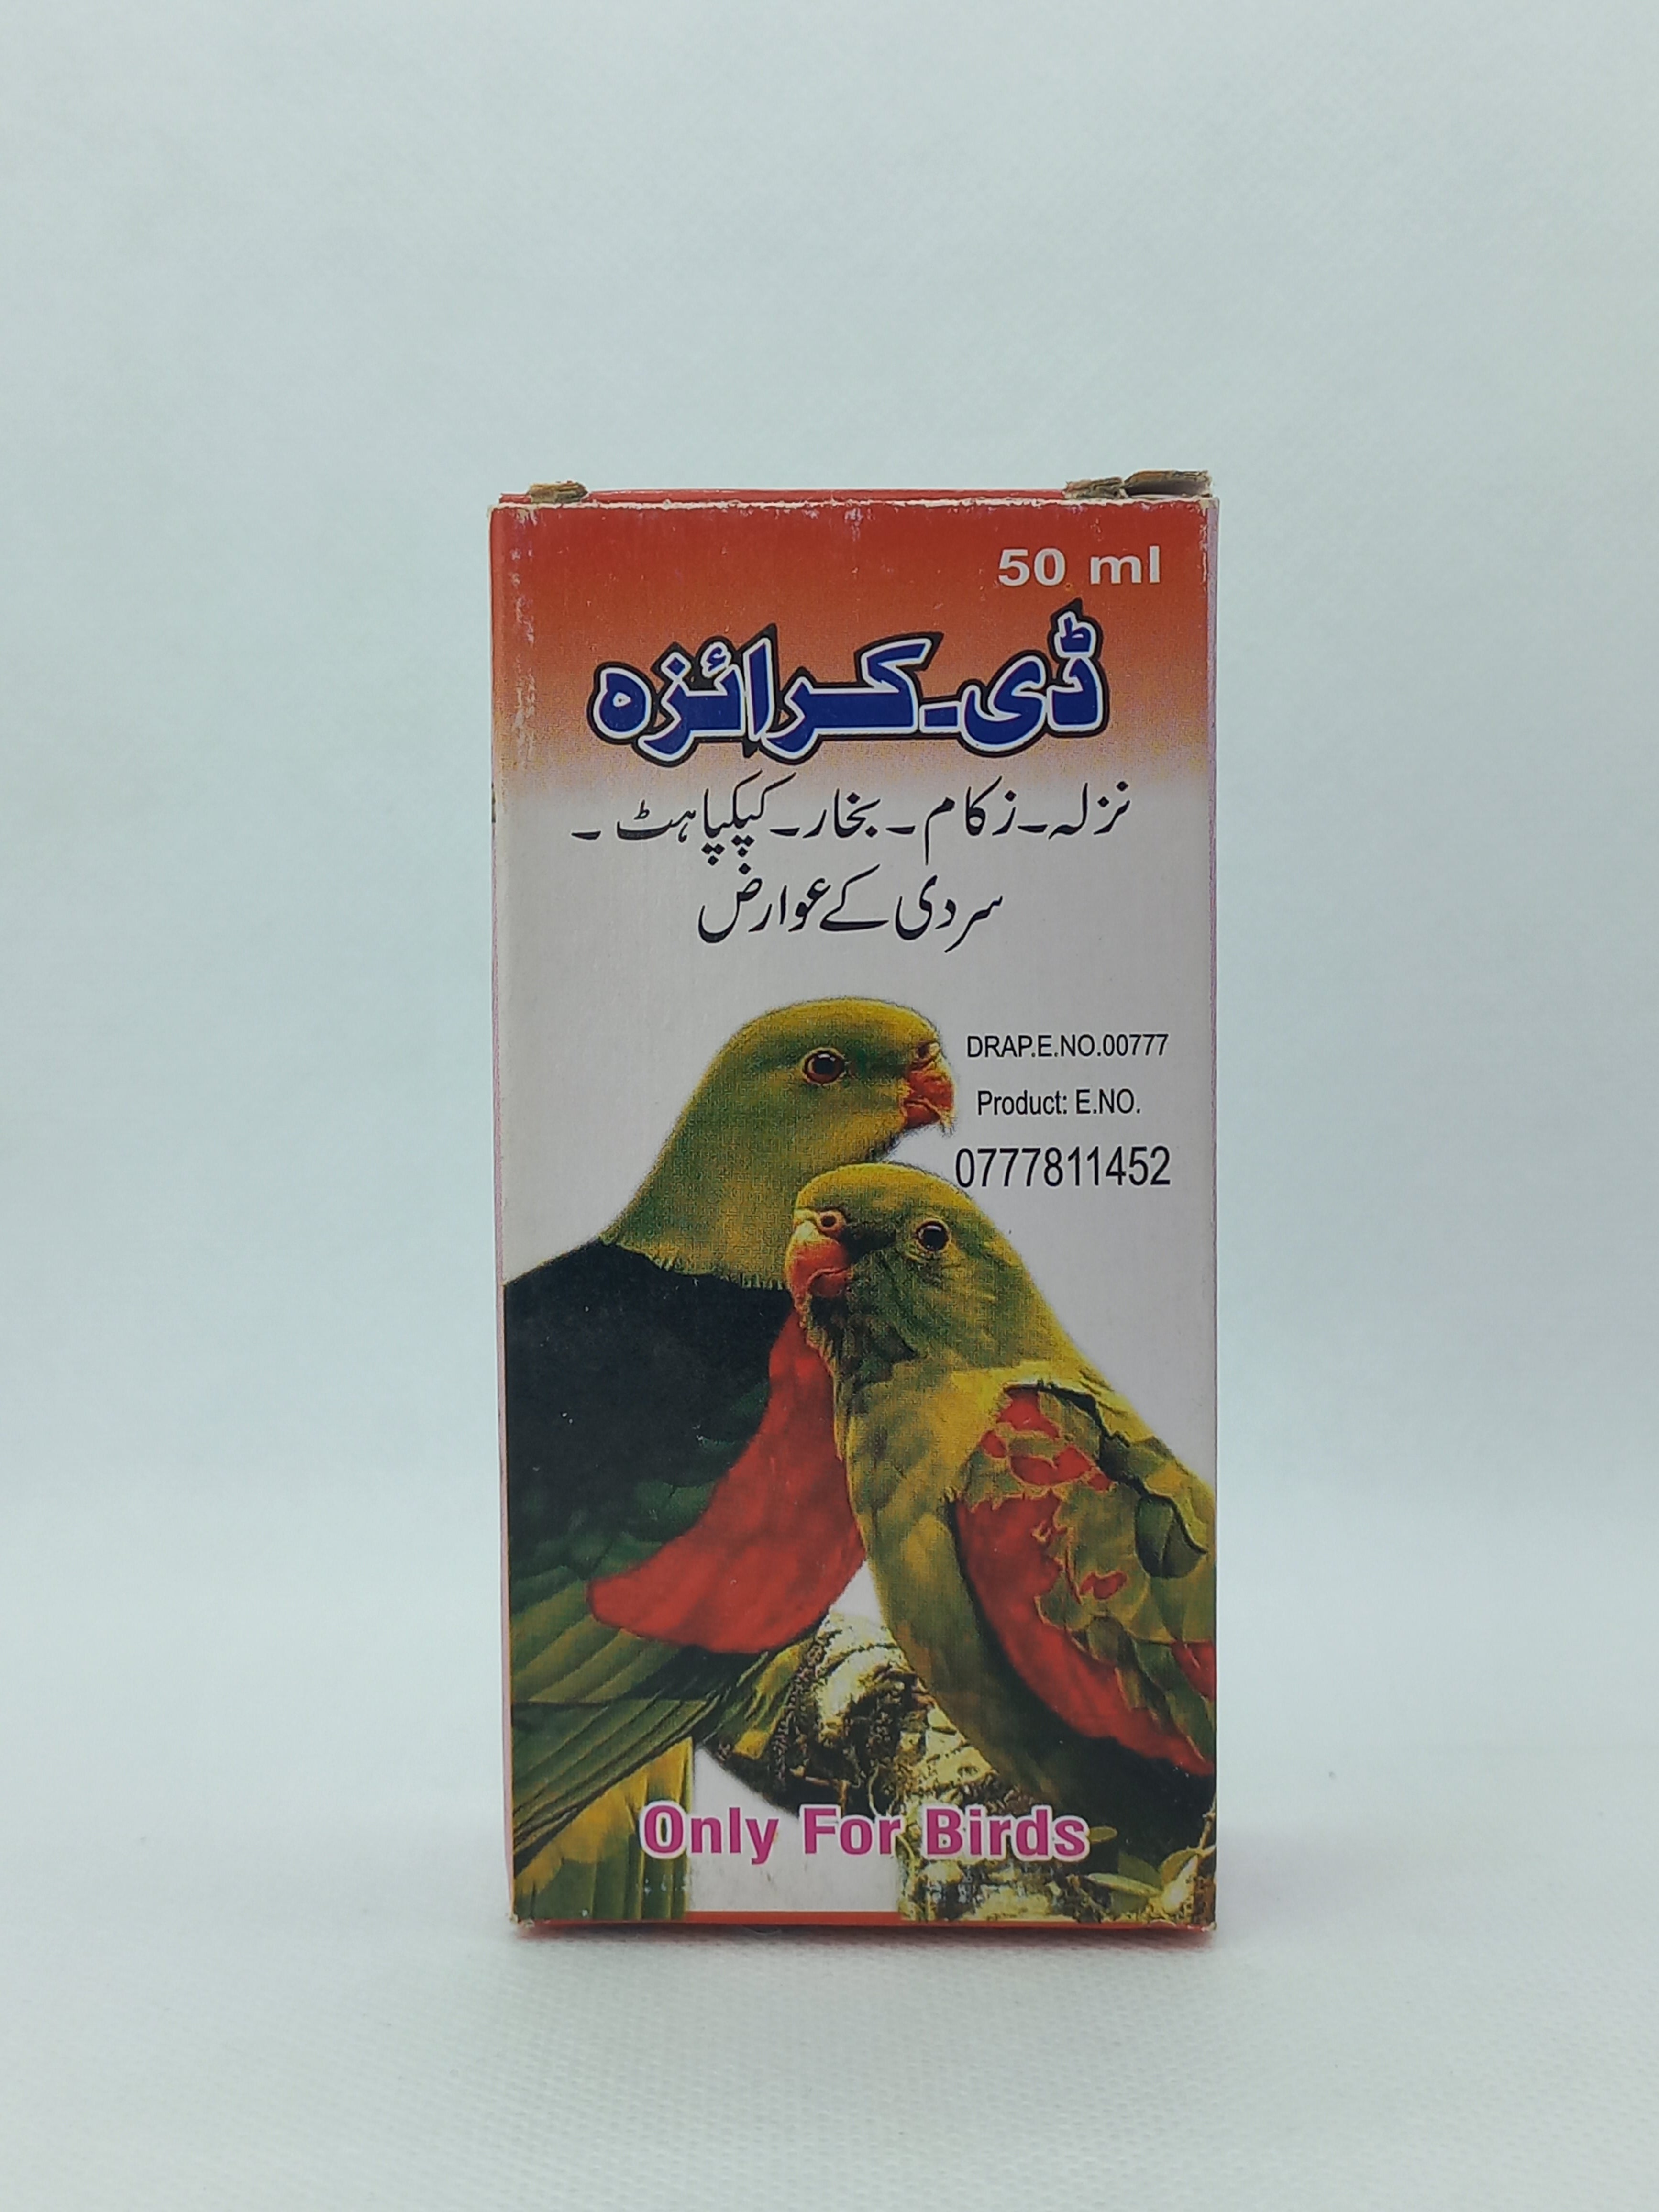 50 ml
ڈی۔کرائزہ
نزلہ۔زکام۔بخار۔کپکپاہٹ۔
سردی کے عوارض
DRAP.E.NO.00777
Product: E.NO.
0777811452
Only For Birds